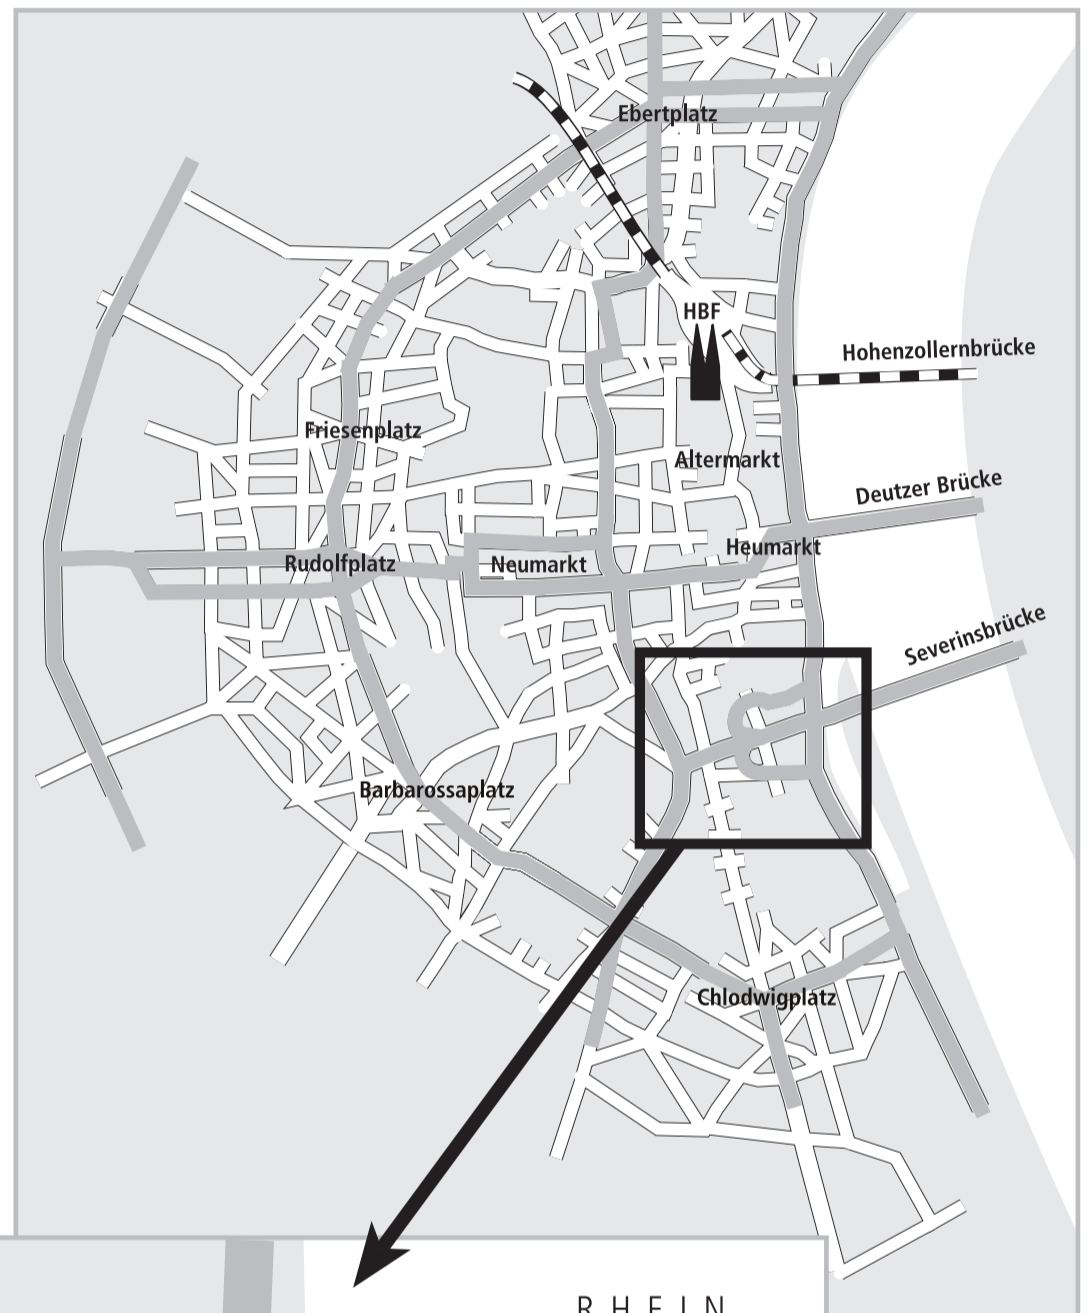 Ebertplatz
HBF
Hohenzollernbrücke
Friesenplatz
Altermarkt
Deutzer Brücke
Heumarkt
Rudolfplatz
Neumarkt
Severinsbrücke
Barbarossaplatz
Chlodwigplatz
RHEIN